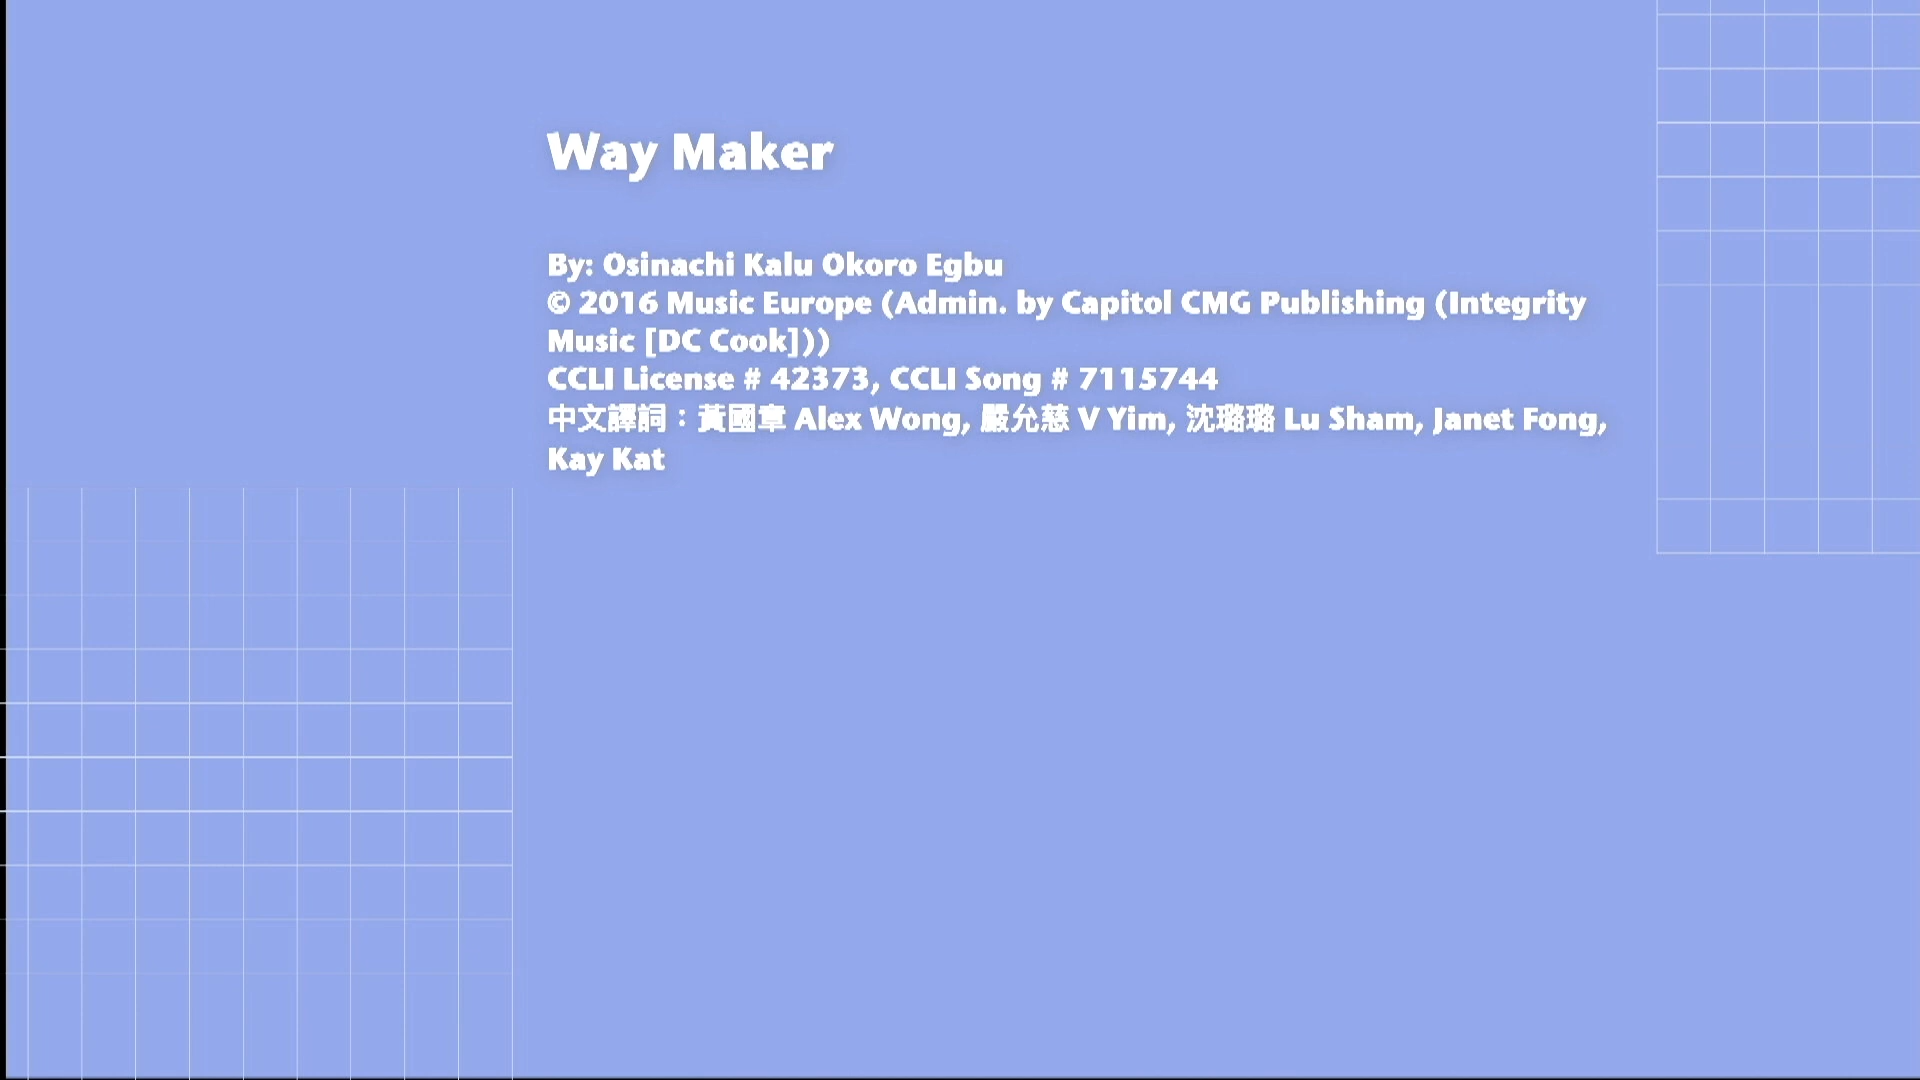 Way Maker
By: Osinachi Kalu Okoro Egbu
© 2016 Music Europe (Admin. by Capitol CMG Publishing (Integrity
Music [DC Cook]))
CCLI License # 42373, CCLI Song # 7115744
中文譯詞：黃國章 Alex Wong, 嚴允慈 V Yim, 沈璐璐 Lu Sham, Janet Fong,
Kay Kat